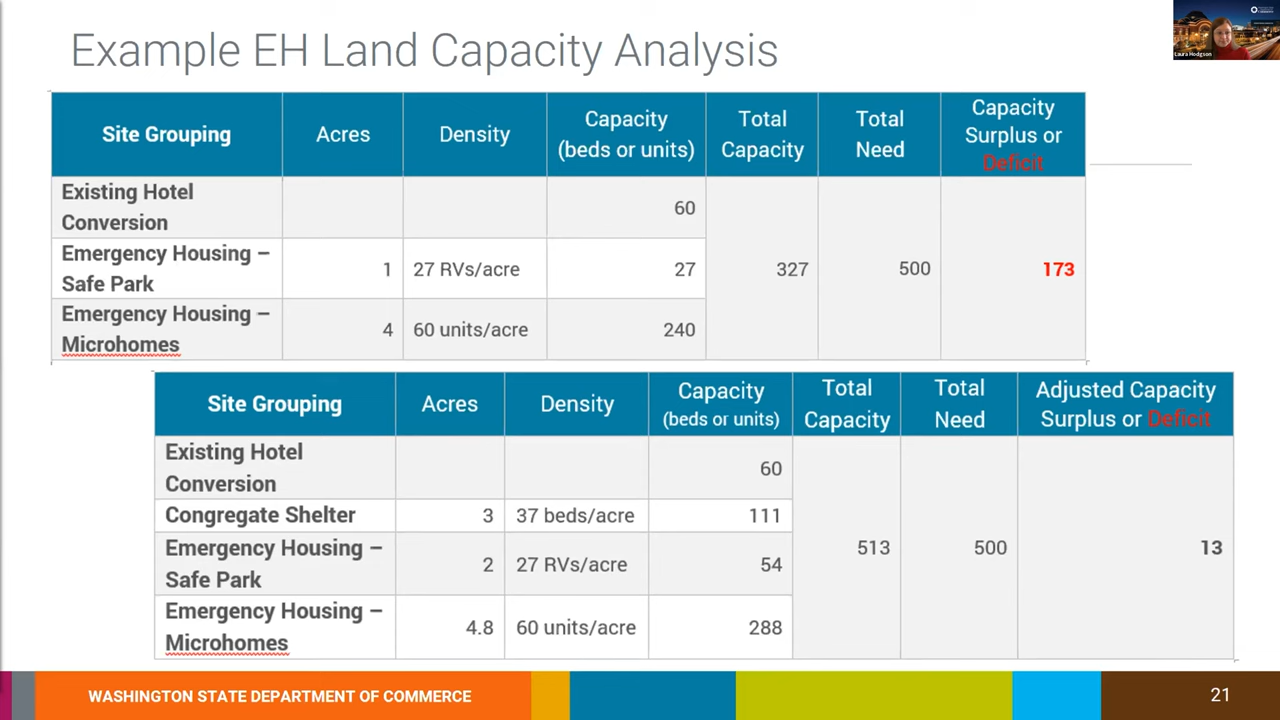 Example EH Land Capacity Analysis
Laura Hodgson
Site Grouping Acres Density Capacity (beds or units) Total Capacity Total Need Capacity Surplus or Deficit
Existing Hotel Conversion 60
Emergency Housing – Safe Park 1 27 RVs/acre 27 327 500 173
Emergency Housing – Microhomes 4 60 units/acre 240
Site Grouping Acres Density Capacity (beds or units) Total Capacity Total Need Adjusted Capacity Surplus or Deficit
Existing Hotel Conversion 60
Congregate Shelter 3 37 beds/acre 111
Emergency Housing – Safe Park 2 27 RVs/acre 54 513 500 13
Emergency Housing – Microhomes 4.8 60 units/acre 288
WASHINGTON STATE DEPARTMENT OF COMMERCE
21